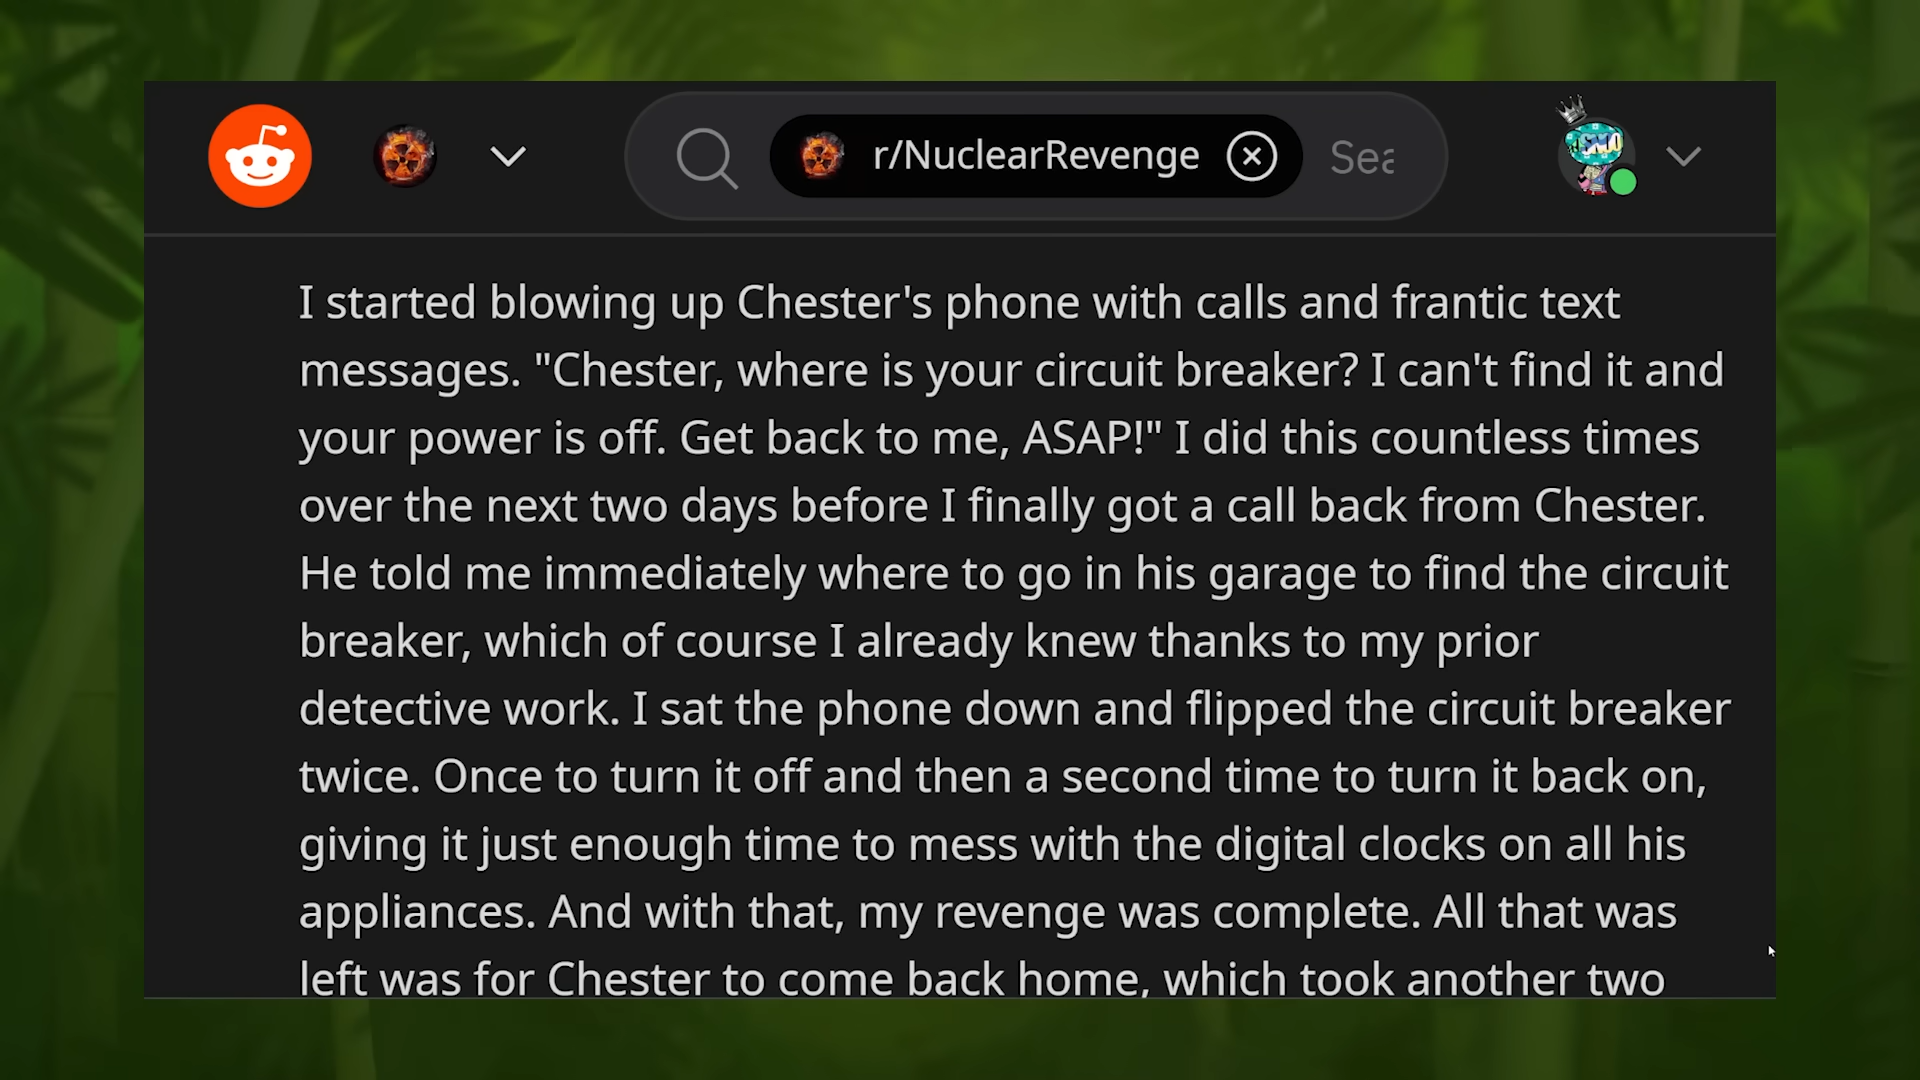 r/NuclearRevenge Sea
I started blowing up Chester's phone with calls and frantic text
messages. "Chester, where is your circuit breaker? I can't find it and
your power is off. Get back to me, ASAP!" I did this countless times
over the next two days before I finally got a call back from Chester.
He told me immediately where to go in his garage to find the circuit
breaker, which of course I already knew thanks to my prior
detective work. I sat the phone down and flipped the circuit breaker
twice. Once to turn it off and then a second time to turn it back on,
giving it just enough time to mess with the digital clocks on all his
appliances. And with that, my revenge was complete. All that was
left was for Chester to come back home, which took another two